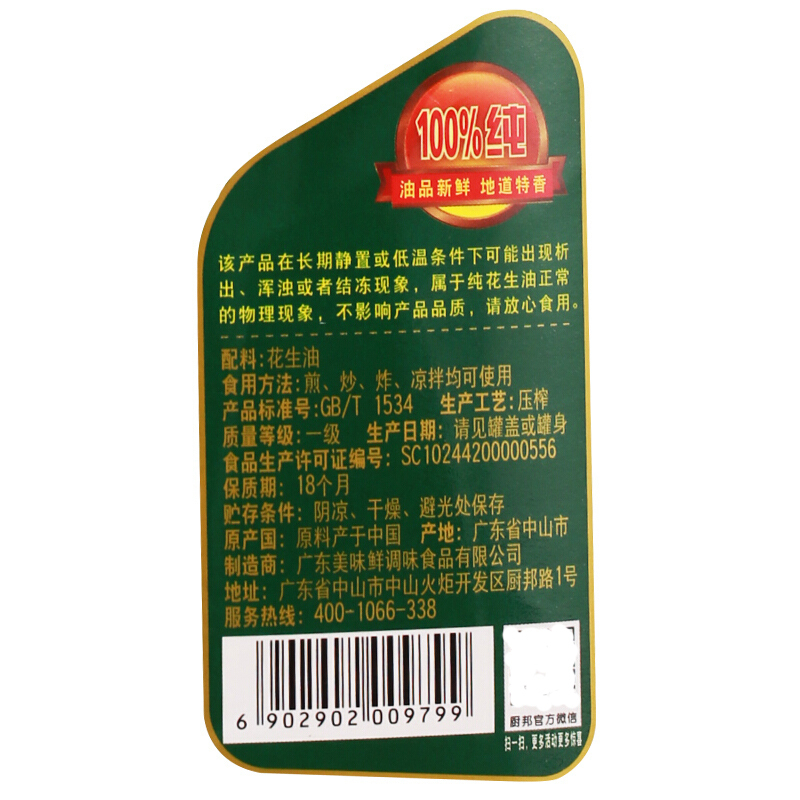 100%纯
油品新鲜 地道特香
该产品在长期静置或低温条件下可能出现析
出、浑浊或者结冻现象，属于纯花生油正常
的物理现象，不影响产品品质，请放心食用。
配料:花生油
食用方法:煎、炒、炸、凉拌均可使用
产品标准号:GB/T 1534 生产工艺:压榨
质量等级:一级 生产日期:请见罐盖或罐身
食品生产许可证编号:SC10244200000556
保质期:18个月
贮存条件:阴凉、干燥、避光处保存
原产国:原料产于中国 产地:广东省中山市
制造商:广东美味鲜调味食品有限公司
地址:广东省中山市中山火炬开发区厨邦路1号
服务热线:400-1066-338
6 902902 009799
厨邦官方微信
扫一扫、更多活动更多惊喜